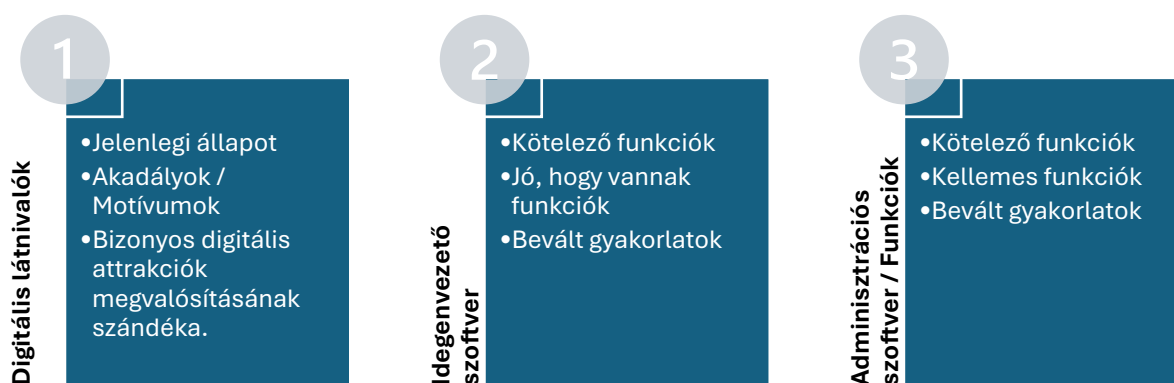 1
Digitális látnivalók
•Jelenlegi állapot
•Akadályok /
Motívumok
•Bizonyos digitális
attrakciók
megvalósításának
szándéka.
2
Idegenvezető
szoftver
•Kötelező funkciók
•Jó, hogy vannak
funkciók
•Bevált gyakorlatok
3
Adminisztrációs
szoftver / Funkciók
•Kötelező funkciók
•Kellemes funkciók
•Bevált gyakorlatok